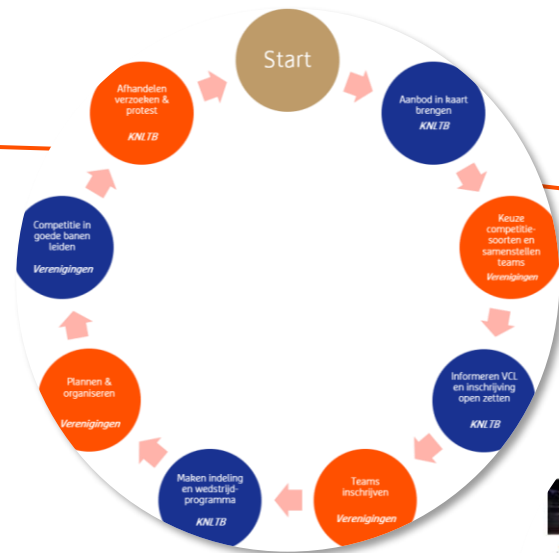 Start
Aanbod in kaart
brengen
KNLTB
Keuze
competitie-
soorten en
samenstellen
teams
Verenigingen
Informeren VCL
en inschrijving
open zetten
KNLTB
Teams
inschrijven
Verenigingen
Maken indeling
en wedstrijd-
programma
KNLTB
Plannen &
organiseren
Verenigingen
Competitie in
goede banen
leiden
Verenigingen
Afhandelen
verzoeken &
protest
KNLTB